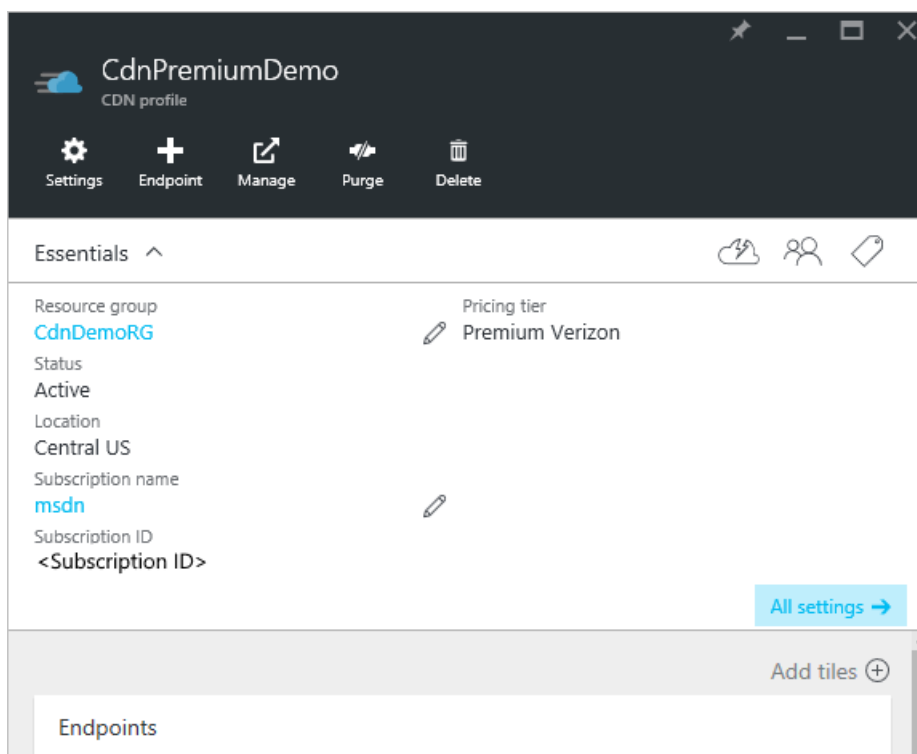 CdnPremiumDemo
CDN profile
Settings Endpoint Manage Purge Delete
Essentials
Resource group Pricing tier
CdnDemoRG Premium Verizon
Status
Active
Location
Central US
Subscription name
msdn
Subscription ID
<Subscription ID>
All settings
Add tiles
Endpoints